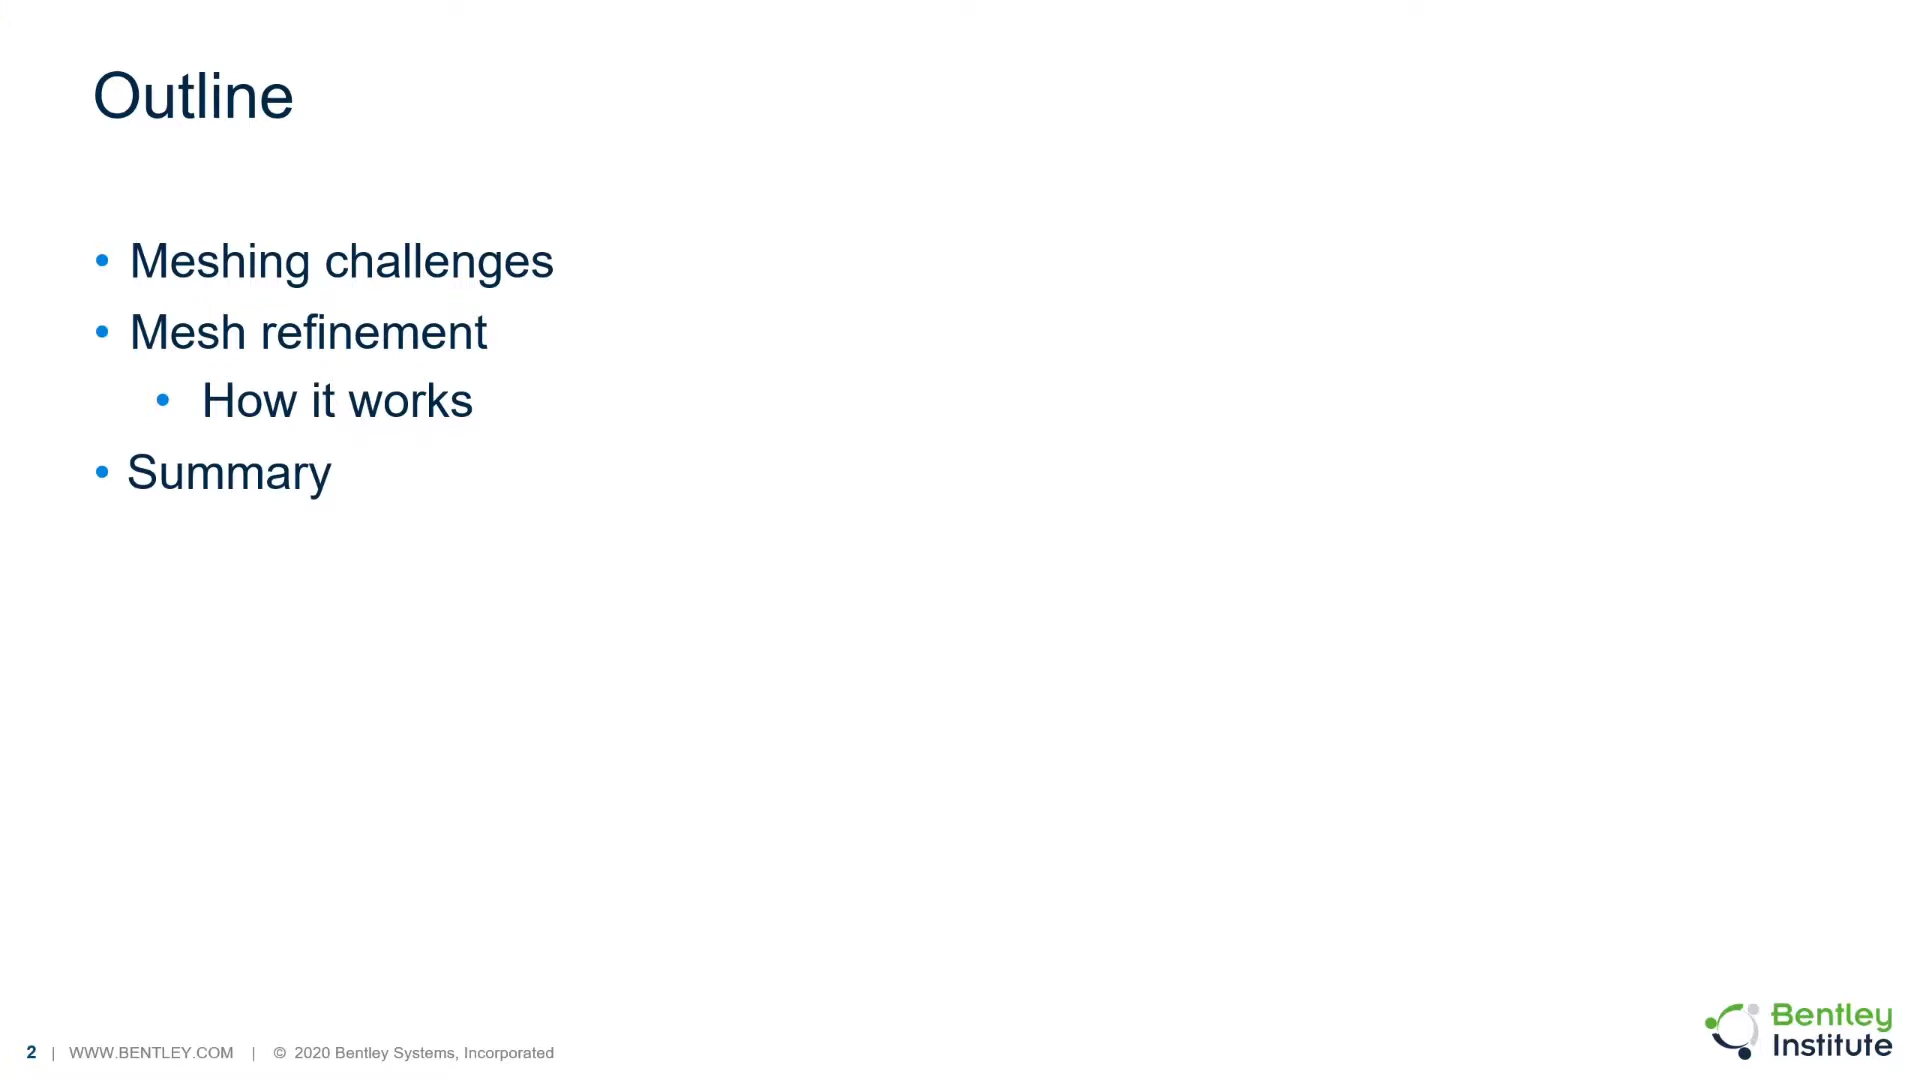 Outline
• Meshing challenges
• Mesh refinement
• How it works
• Summary
2 | WWW.BENTLEY.COM | © 2020 Bentley Systems, Incorporated
Bentley
Institute